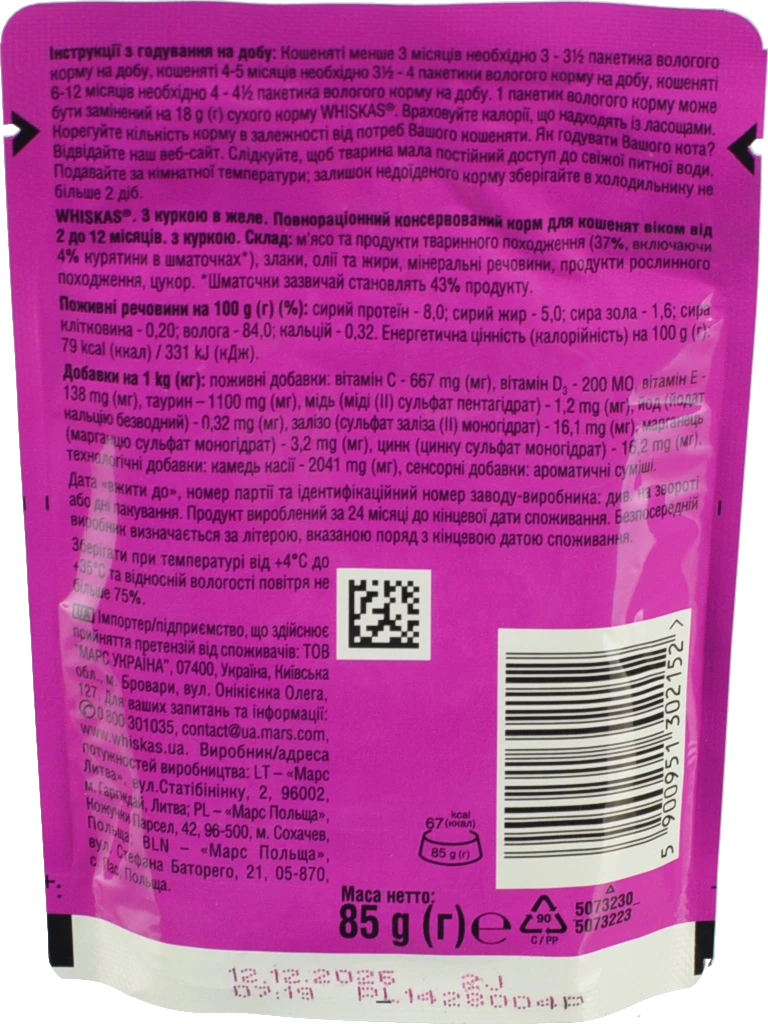 Інструкції з годування на добу: Кошеняті менше 3 місяців необхідно 3 - 3½ пакетика вологого
корму на добу, кошеняті 4-5 місяців необхідно 3½ - 4 пакетики вологого корму на добу, кошеняті
6-12 місяців необхідно 4 - 4½ пакетика вологого корму на добу. 1 пакетик вологого корму може
бути замінений на 18 g (г) сухого корму WHISKAS®. Враховуйте калорії, що надходять із ласощами.
Корегуйте кількість корму в залежності від потреб Вашого кошеняти. Як годувати Вашого кота?
Відвідайте наш веб-сайт. Слідкуйте, щоб тварина мала постійний доступ до свіжої питної води.
Подавайте за кімнатної температури; залишок недоїденого корму зберігайте в холодильнику не
більше 2 діб.
WHISKAS®. З куркою в желе. Повнораціонний консервований корм для кошенят віком від
2 до 12 місяців. з куркою. Склад: м'ясо та продукти тваринного походження (37%, включаючи
4% курятини в шматочках*), злаки, олії та жири, мінеральні речовини, продукти рослинного
походження, цукор. *Шматочки зазвичай становлять 43% продукту.
Поживні речовини на 100 g (г) (%): сирий протеїн - 8,0; сирий жир - 5,0; сира зола - 1,6; сира
клітковина - 0,20; волога - 84,0; кальцій - 0,32. Енергетична цінність (калорійність) на 100 g (г):
79 kcal (ккал) / 331 kJ (кДж).
Добавки на 1 kg (кг): поживні добавки: вітамін C - 667 mg (мг), вітамін D₃ - 200 МО, вітамін E -
138 mg (мг), таурин – 1100 mg (мг), мідь (міді (II) сульфат пентагідрат) - 1,2 mg (мг), йод (йодат
кальцію безводний) - 0,32 mg (мг), залізо (сульфат заліза (II) моногідрат) - 16,1 mg (мг), марганець
(марганцю сульфат моногідрат) - 3,2 mg (мг), цинк (цинку сульфат моногідрат) - 16,2 mg (мг),
технологічні добавки: камедь касії - 2041 mg (мг), сенсорні добавки: ароматичні суміші.
Дата «вжити до», номер партії та ідентифікаційний номер заводу-виробника: див. на звороті
або дні пакування. Продукт вироблений за 24 місяці до кінцевої дати споживання. Безпосередній
виробник визначається за літерою, вказаною поряд з кінцевою датою споживання.
Зберігати при температурі від +4°C до
+35°C та відносній вологості повітря не
більше 75%.
UA Імпортер/підприємство, що здійснює
прийняття претензій від споживачів: ТОВ
"МАРС УКРАЇНА", 07400, Україна, Київська
обл., м. Бровари, вул. Онікієнка Олега,
127. Для ваших запитань та інформації:
0 800 301035, contact@ua.mars.com,
www.whiskas.ua. Виробник/адреса
потужностей виробництва: LT – «Марс
Литва», вул.Статібінінку, 2, 96002,
м. Гаргждай, Литва; PL – «Марс Польща»,
Кожучки Парсел, 42, 96-500, м. Сохачев,
Польща; BLN – «Марс Польща»,
вул. Стефана Баторего, 21, 05-870,
с. Пас, Польща.
5 900951 302152 >
67 kcal (ккал)
85 g (г)
Маса нетто:
85 g (г) e
90
C / PP
5073230_
5073223
12.12.2026 2J
07:19 PL142B004P